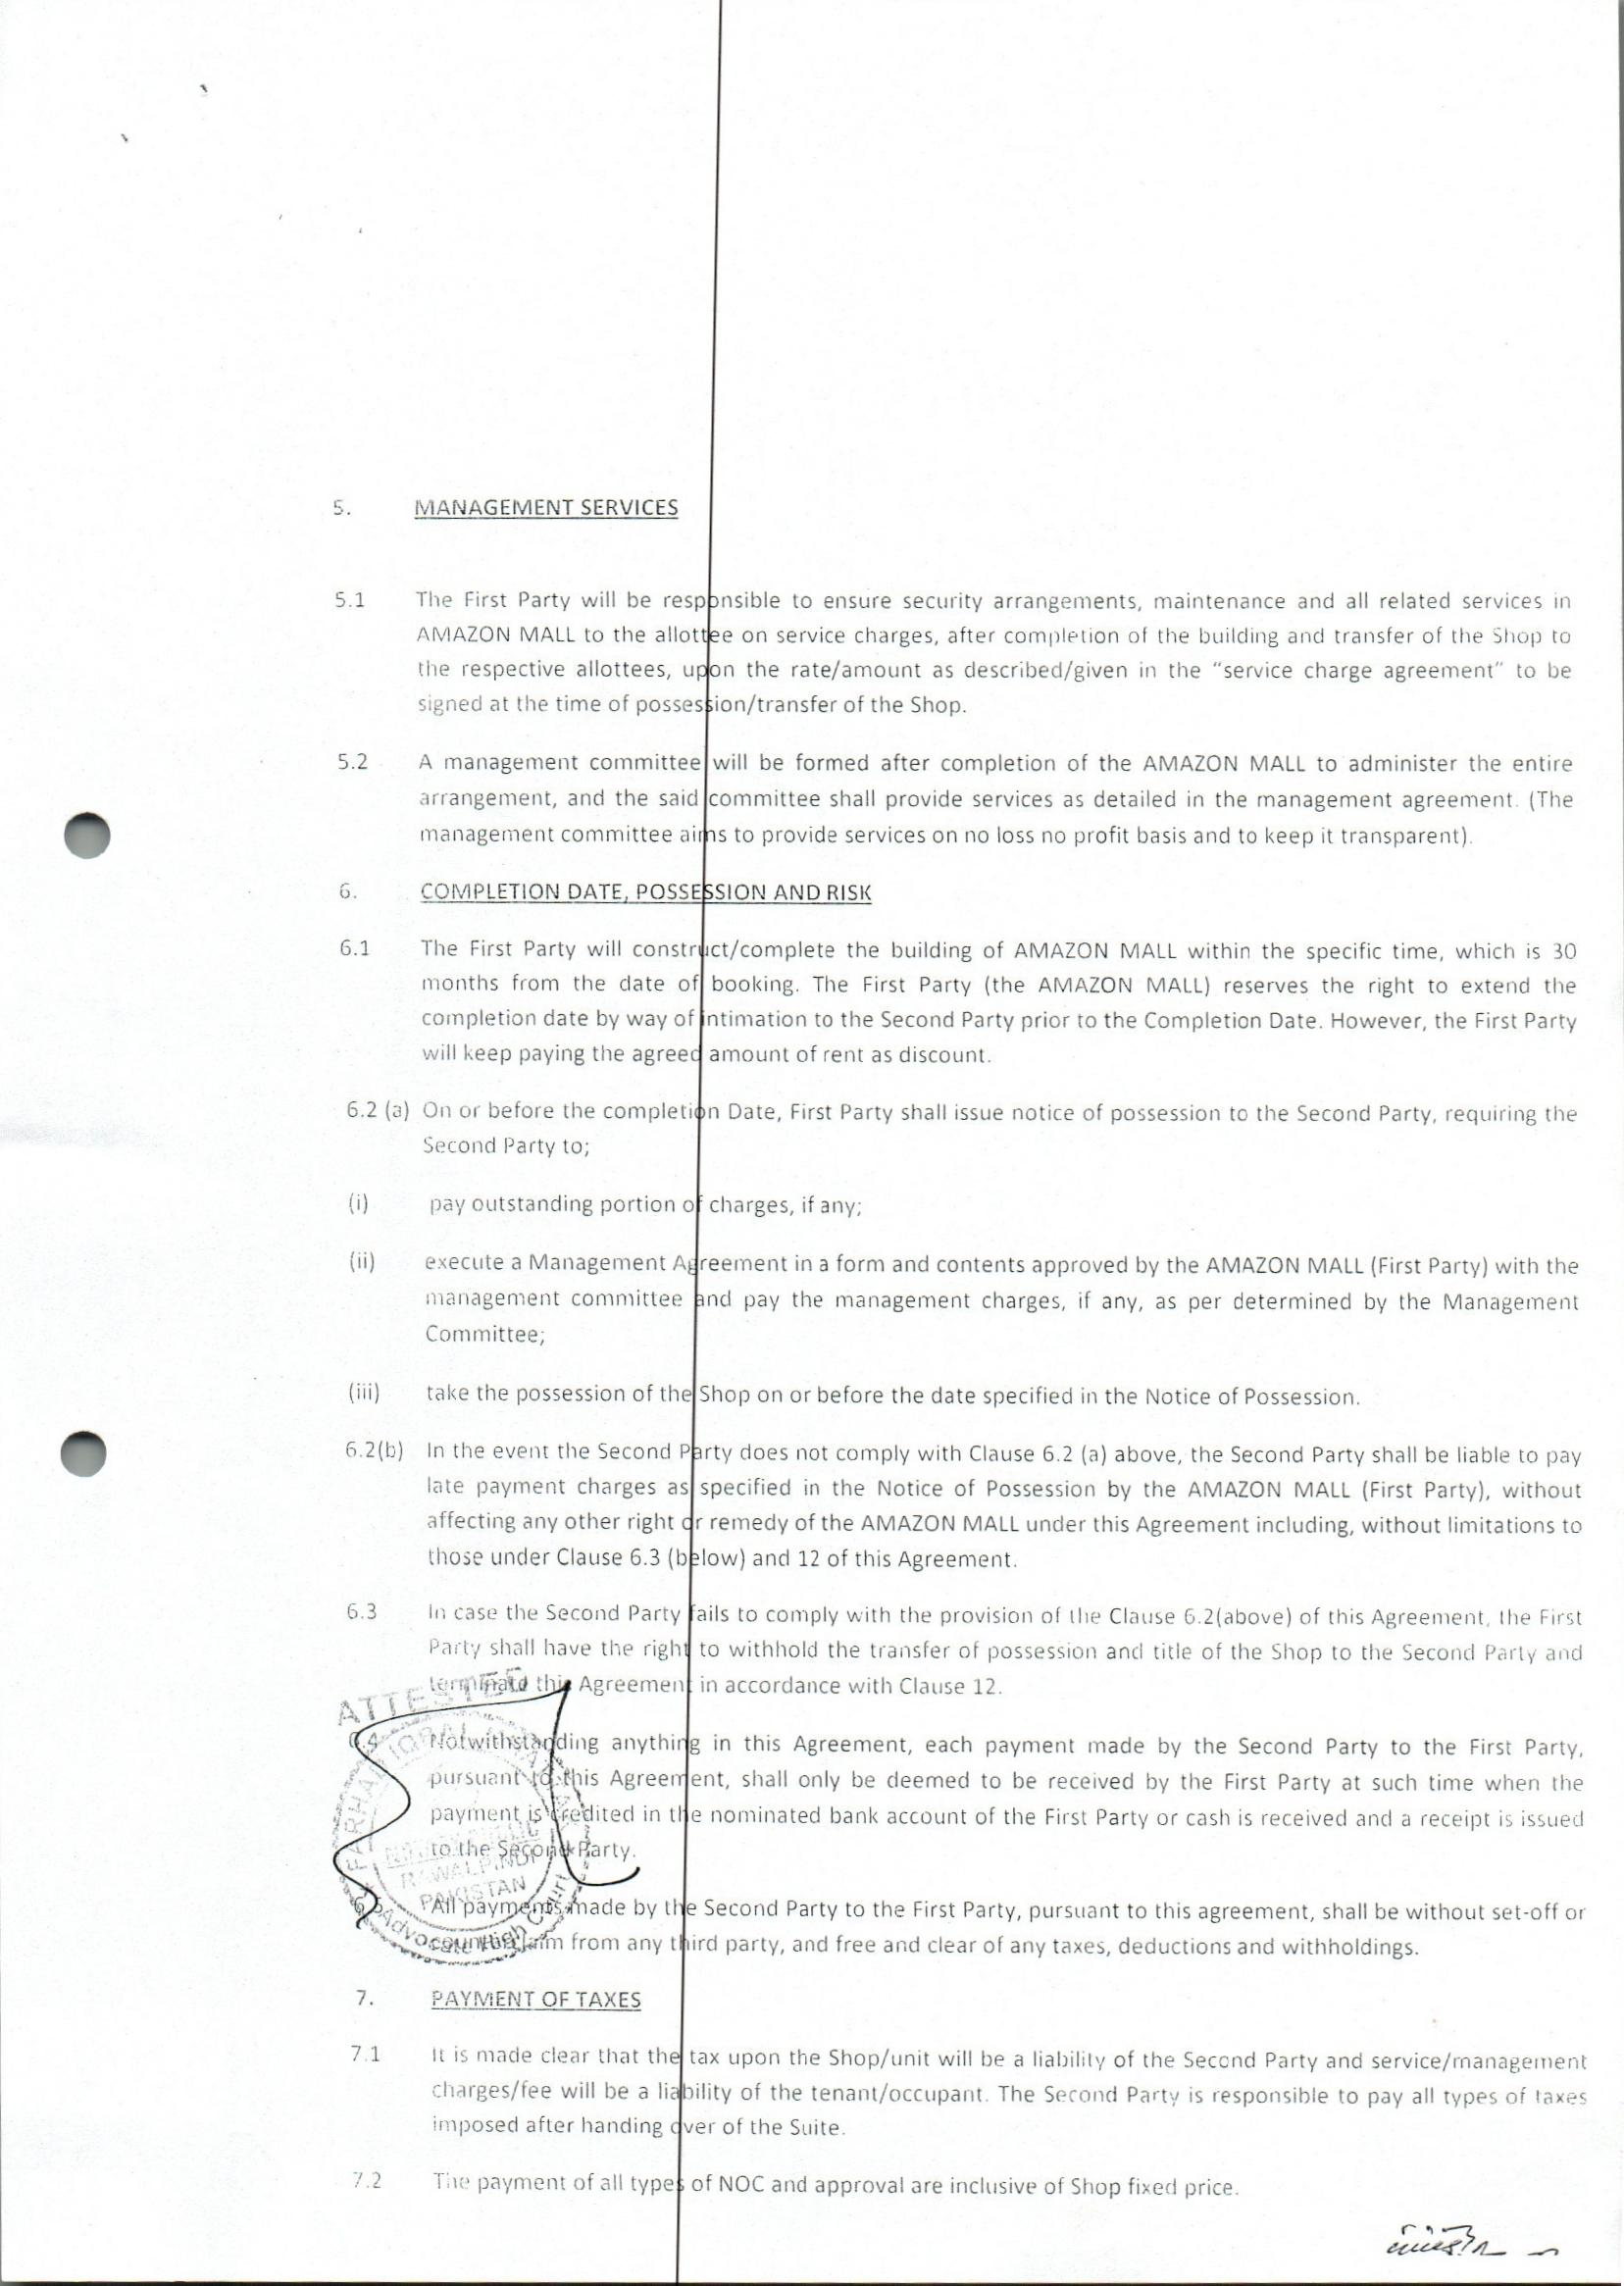 5. MANAGEMENT SERVICES
5.1 The First Party will be responsible to ensure security arrangements, maintenance and all related services in
AMAZON MALL to the allottee on service charges, after completion of the building and transfer of the Shop to
the respective allottees, upon the rate/amount as described/given in the "service charge agreement" to be
signed at the time of possession/transfer of the Shop.
5.2 A management committee will be formed after completion of the AMAZON MALL to administer the entire
arrangement, and the said committee shall provide services as detailed in the management agreement. (The
management committee aims to provide services on no loss no profit basis and to keep it transparent).
6. COMPLETION DATE, POSSESSION AND RISK
6.1 The First Party will construct/complete the building of AMAZON MALL within the specific time, which is 30
months from the date of booking. The First Party (the AMAZON MALL) reserves the right to extend the
completion date by way of intimation to the Second Party prior to the Completion Date. However, the First Party
will keep paying the agreed amount of rent as discount.
6.2 (a) On or before the completion Date, First Party shall issue notice of possession to the Second Party, requiring the
Second Party to;
(i) pay outstanding portion of charges, if any;
(ii) execute a Management Agreement in a form and contents approved by the AMAZON MALL (First Party) with the
management committee and pay the management charges, if any, as per determined by the Management
Committee;
(iii) take the possession of the Shop on or before the date specified in the Notice of Possession.
6.2(b) In the event the Second Party does not comply with Clause 6.2 (a) above, the Second Party shall be liable to pay
late payment charges as specified in the Notice of Possession by the AMAZON MALL (First Party), without
affecting any other right or remedy of the AMAZON MALL under this Agreement including, without limitations to
those under Clause 6.3 (below) and 12 of this Agreement.
6.3 In case the Second Party fails to comply with the provision of the Clause 6.2(above) of this Agreement, the First
Party shall have the right to withhold the transfer of possession and title of the Shop to the Second Party and
terminate this Agreement in accordance with Clause 12.
ATTESTED
6.4 Notwithstanding anything in this Agreement, each payment made by the Second Party to the First Party,
pursuant to this Agreement, shall only be deemed to be received by the First Party at such time when the
payment is credited in the nominated bank account of the First Party or cash is received and a receipt is issued
to the Second Party.
RAWALPINDI
PAKISTAN
Advocate High Court
All payments made by the Second Party to the First Party, pursuant to this agreement, shall be without set-off or
counterclaim from any third party, and free and clear of any taxes, deductions and withholdings.
7. PAYMENT OF TAXES
7.1 It is made clear that the tax upon the Shop/unit will be a liability of the Second Party and service/management
charges/fee will be a liability of the tenant/occupant. The Second Party is responsible to pay all types of taxes
imposed after handing over of the Suite.
7.2 The payment of all types of NOC and approval are inclusive of Shop fixed price.